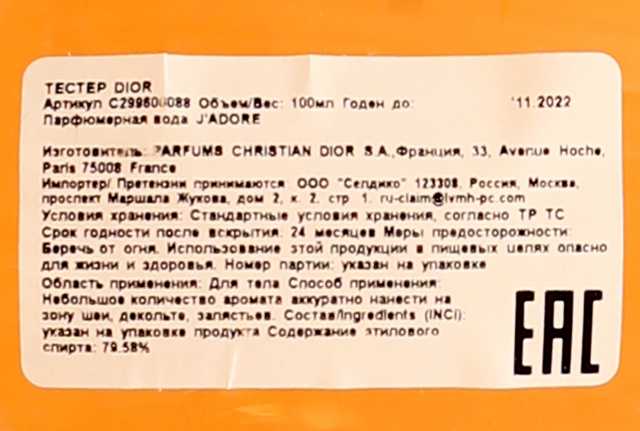 ТЕСТЕР DIOR
Артикул C299600088 Объем/Вес: 100мл Годен до: 11.2022
Парфюмерная вода J'ADORE
Изготовитель: PARFUMS CHRISTIAN DIOR S.A.,Франция, 33, Avenue Hoche,
Paris 75008 France
Импортер/ Претензии принимаются ООО "Селдико" 123308, Россия, Москва,
проспект Маршала Жукова, дом 2, к. 2, стр 1. ru-claim@lvmh-pc.com
Условия хранения: Стандартные условия хранения, согласно ТР ТС
Срок годности после вскрытия: 24 месяцев Меры предосторожности:
Беречь от огня. Использование этой продукции в пищевых целях опасно
для жизни и здоровья. Номер партии: указан на упаковке
Область применения: Для тела Способ применения:
Небольшое количество аромата аккуратно нанести на
зону шеи, декольте, запястьев. Состав/Ingredients (INCI):
указан на упаковке продукта Содержание этилового
спирта: 79.58%
EAC